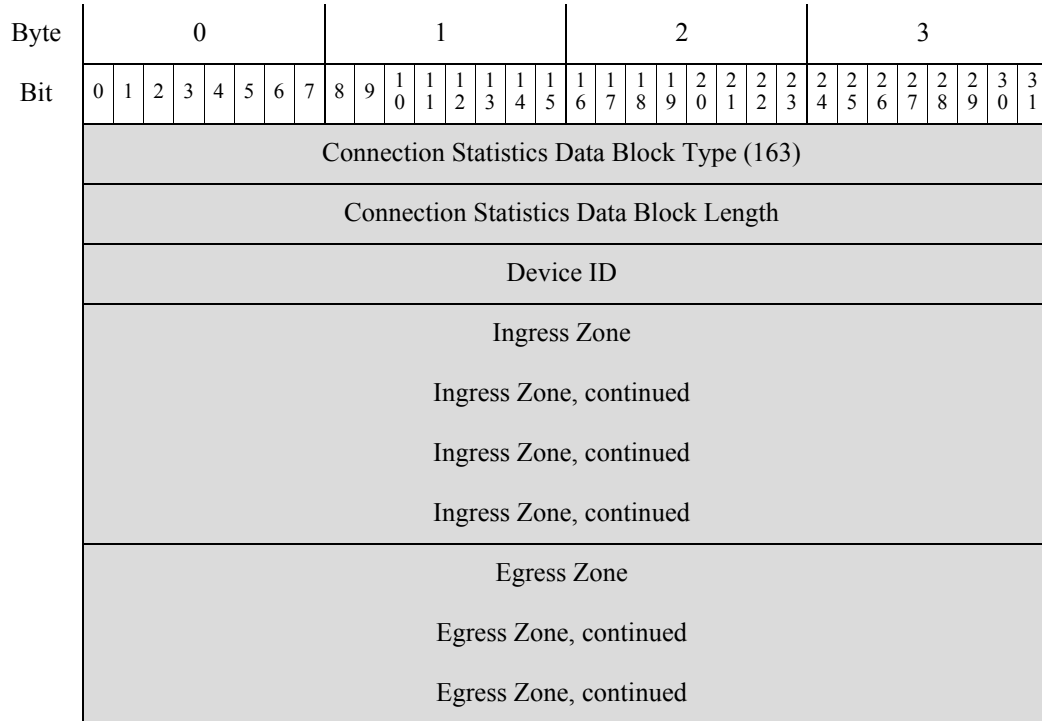 Byte 0 1 2 3
Bit 0 1 2 3 4 5 6 7 8 9 10 11 12 13 14 15 16 17 18 19 20 21 22 23 24 25 26 27 28 29 30 31
Connection Statistics Data Block Type (163)
Connection Statistics Data Block Length
Device ID
Ingress Zone
Ingress Zone, continued
Ingress Zone, continued
Ingress Zone, continued
Egress Zone
Egress Zone, continued
Egress Zone, continued